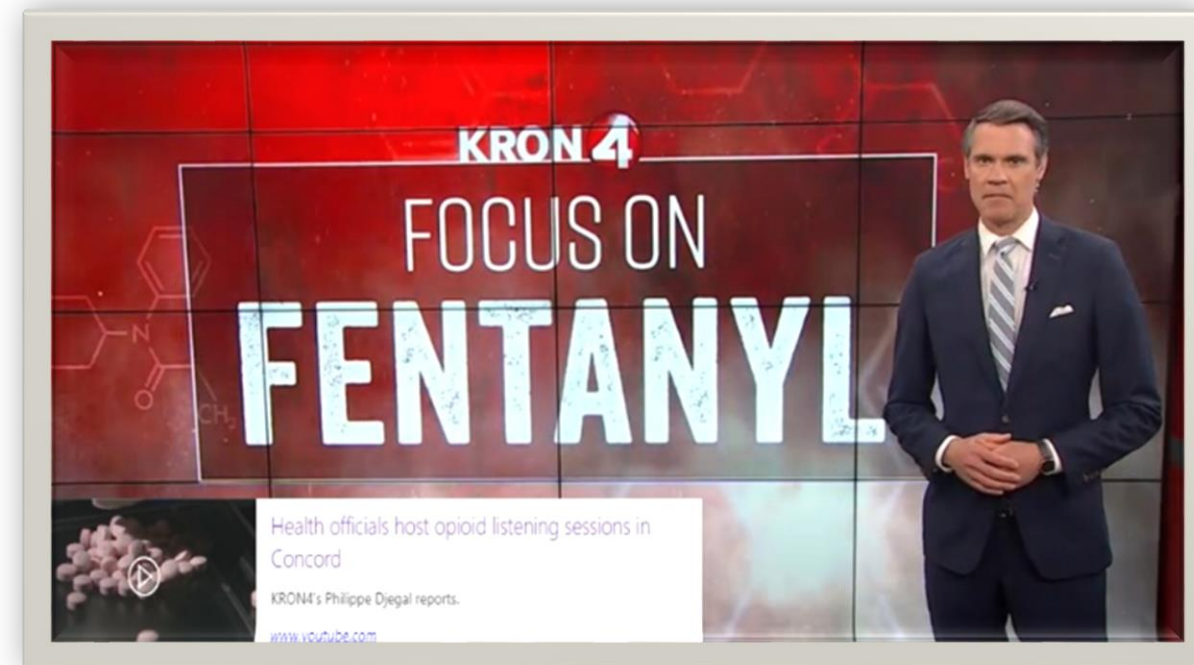 KRON 4
FOCUS ON
FENTANYL
N
O
CH₃
Health officials host opioid listening sessions in
Concord
KRON4's Philippe Djegal reports.
www.youtube.com